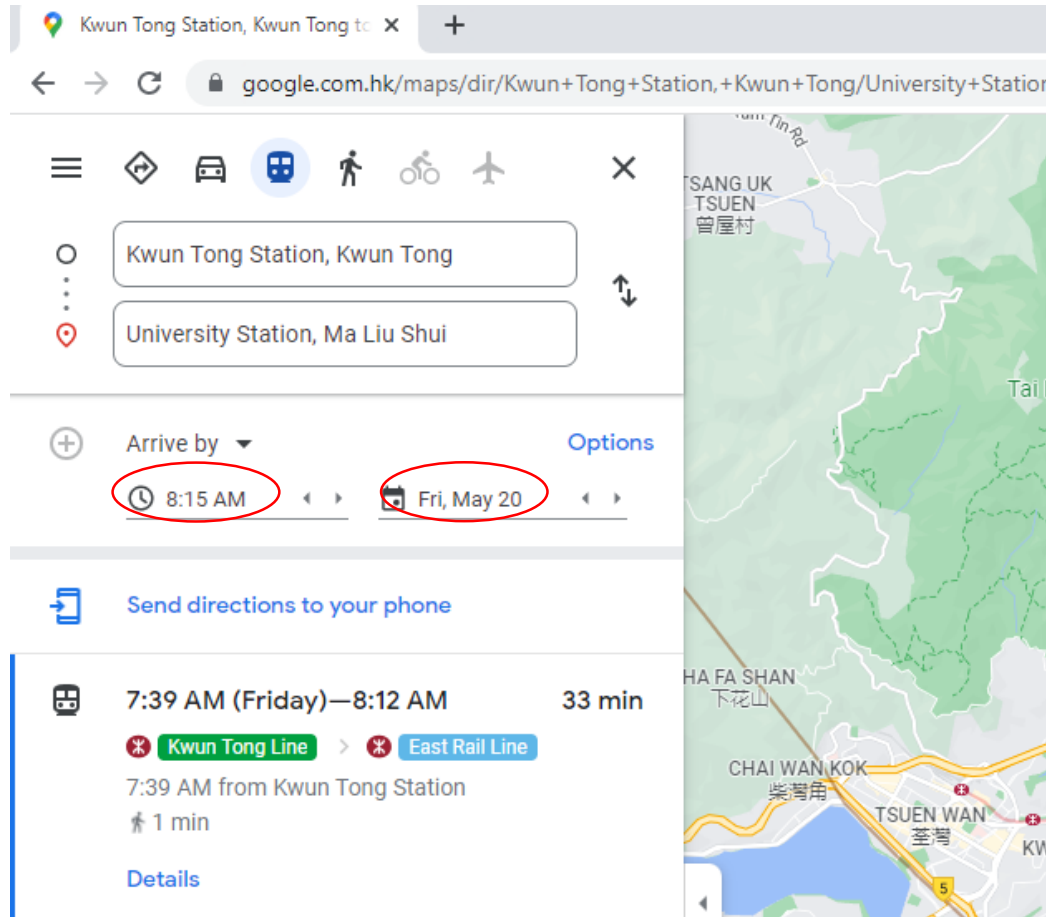 Kwun Tong Station, Kwun Tong to
google.com.hk/maps/dir/Kwun+Tong+Station,+Kwun+Tong/University+Station
Kwun Tong Station, Kwun Tong
University Station, Ma Liu Shui
Arrive by
Options
8:15 AM
Fri, May 20
Send directions to your phone
7:39 AM (Friday)—8:12 AM
33 min
Kwun Tong Line
East Rail Line
7:39 AM from Kwun Tong Station
1 min
Details
TSANG UK
TSUEN
曾屋村
Tai
HA FA SHAN
下花山
CHAI WAN KOK
柴灣角
TSUEN WAN
荃灣
KW
5